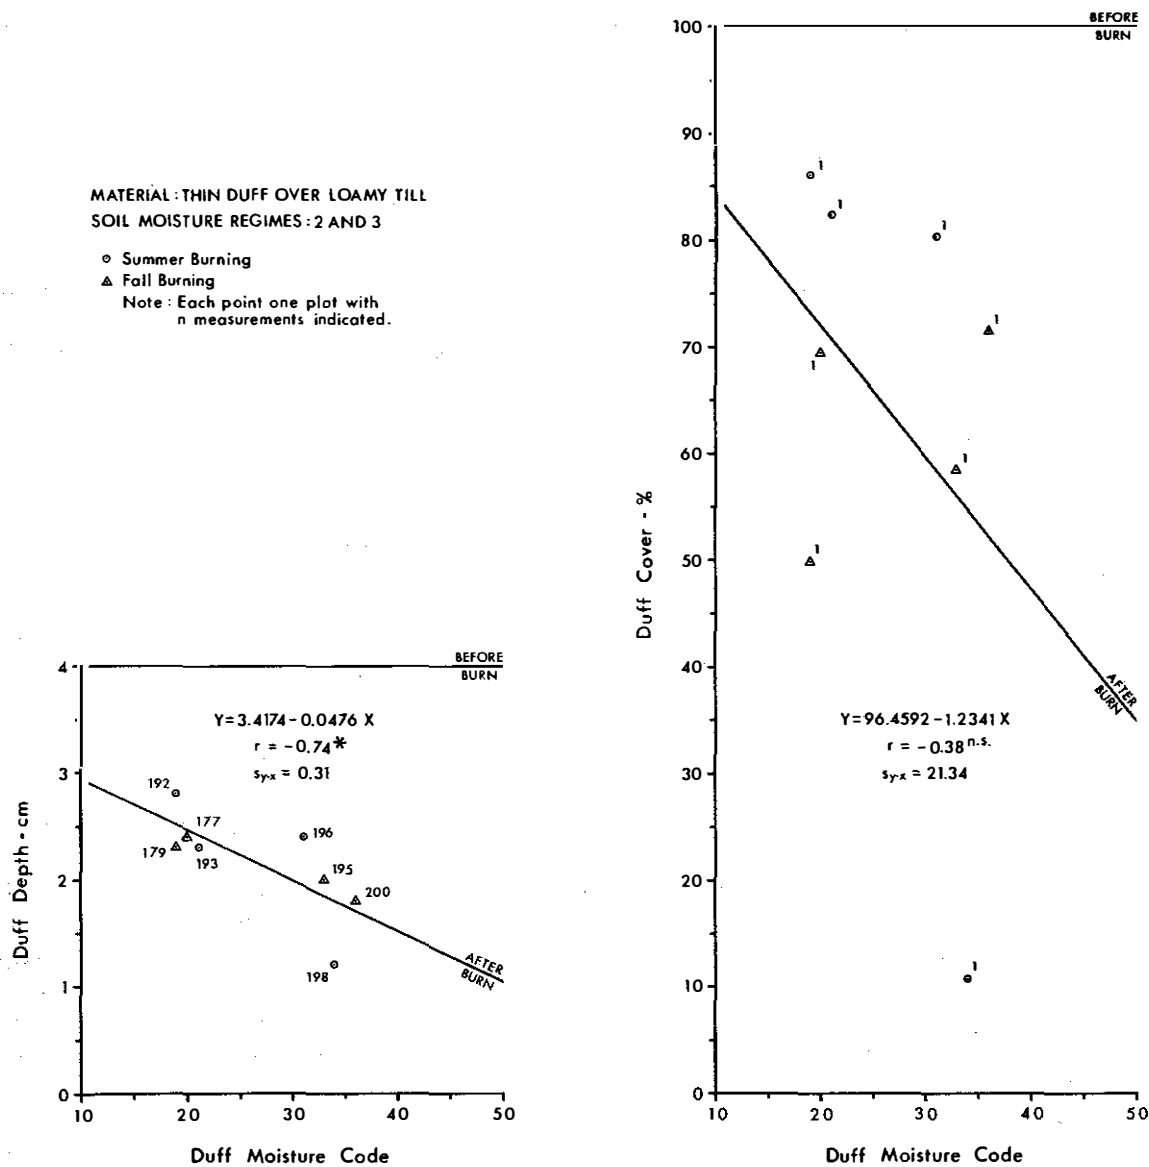 MATERIAL : THIN DUFF OVER LOAMY TILL
SOIL MOISTURE REGIMES : 2 AND 3
Summer Burning
Fall Burning
Note : Each point one plot with
n measurements indicated.
BEFORE
BURN
4
3
2
1
0
Duff Depth - cm
Y=3.4174-0.0476 X
r = -0.74*
sy·x = 0.31
192
177
179
193
196
195
200
198
AFTER
BURN
10 20 30 40 50
Duff Moisture Code
BEFORE
BURN
100
90
80
70
60
50
40
30
20
10
0
Duff Cover - %
1
1
1
1
1
1
1
1
AFTER
BURN
Y=96.4592-1.2341 X
r = -0.38 n.s.
sy·x = 21.34
10 20 30 40 50
Duff Moisture Code